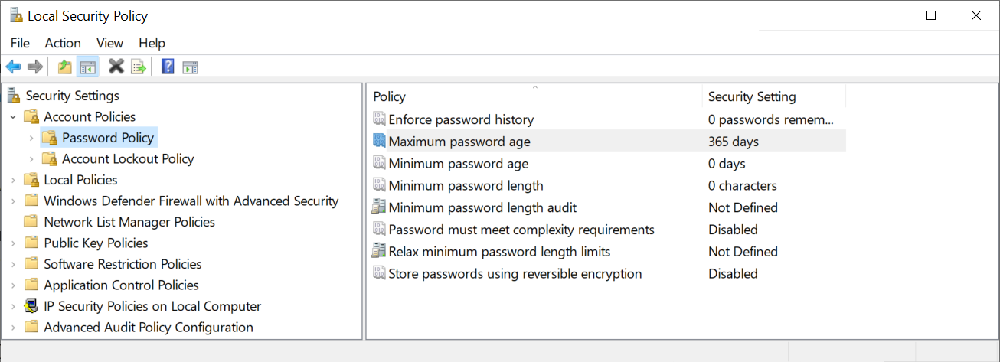 Local Security Policy
File Action View Help
Security Settings
Account Policies
Password Policy
Account Lockout Policy
Local Policies
Windows Defender Firewall with Advanced Security
Network List Manager Policies
Public Key Policies
Software Restriction Policies
Application Control Policies
IP Security Policies on Local Computer
Advanced Audit Policy Configuration
Policy Security Setting
Enforce password history 0 passwords remem...
Maximum password age 365 days
Minimum password age 0 days
Minimum password length 0 characters
Minimum password length audit Not Defined
Password must meet complexity requirements Disabled
Relax minimum password length limits Not Defined
Store passwords using reversible encryption Disabled